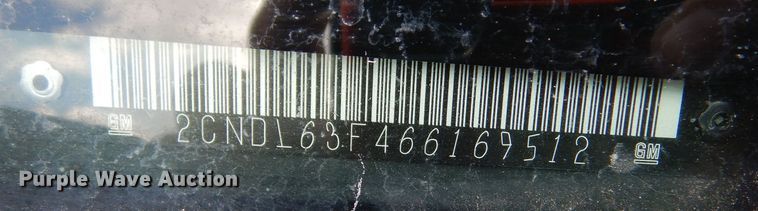 GM 2CNDL63F466169512 GM
Purple Wave Auction